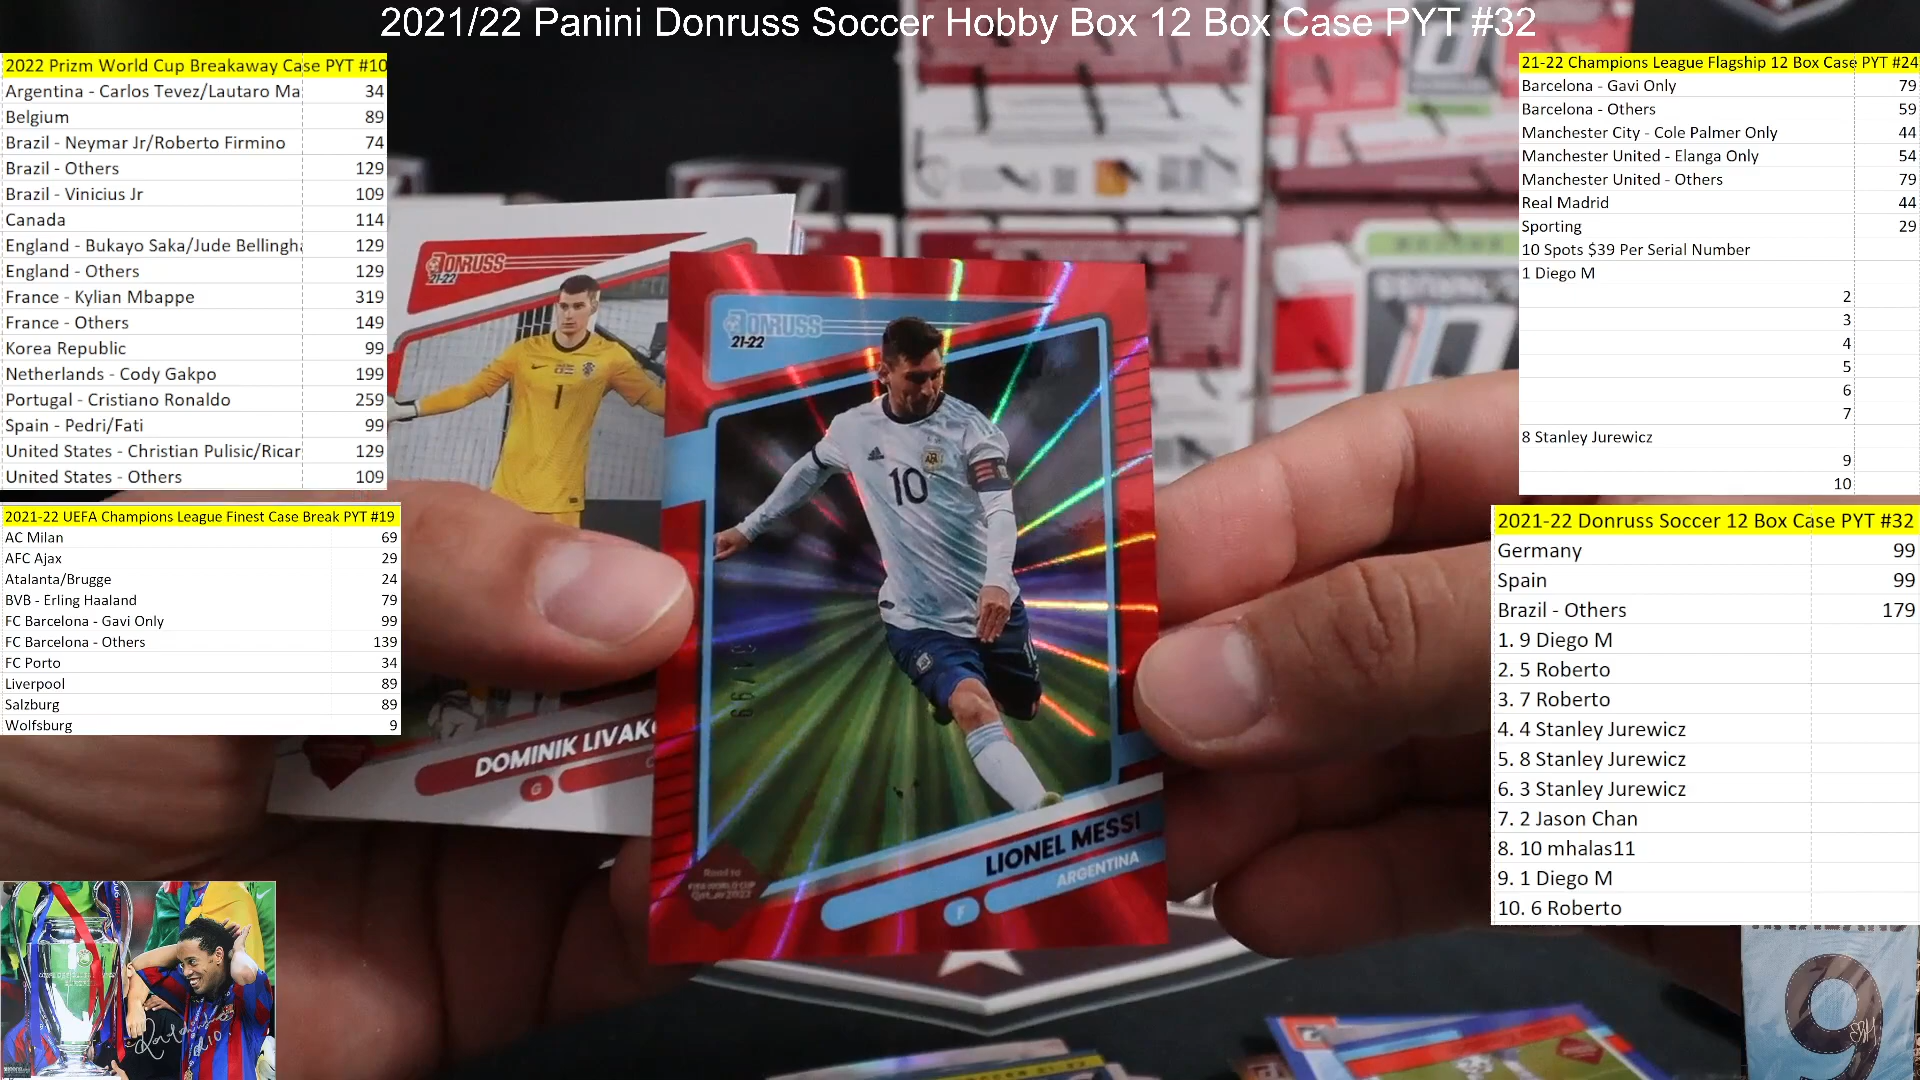 2021/22 Panini Donruss Soccer Hobby Box 12 Box Case PYT #32
2022 Prizm World Cup Breakaway Case PYT #10
Argentina - Carlos Tevez/Lautaro Ma 34
Belgium 89
Brazil - Neymar Jr/Roberto Firmino 74
Brazil - Others 129
Brazil - Vinicius Jr 109
Canada 114
England - Bukayo Saka/Jude Bellingh 129
England - Others 129
France - Kylian Mbappe 319
France - Others 149
Korea Republic 99
Netherlands - Cody Gakpo 199
Portugal - Cristiano Ronaldo 259
Spain - Pedri/Fati 99
United States - Christian Pulisic/Ricar 129
United States - Others 109
2021-22 UEFA Champions League Finest Case Break PYT #19
AC Milan 69
AFC Ajax 29
Atalanta/Brugge 24
BVB - Erling Haaland 79
FC Barcelona - Gavi Only 99
FC Barcelona - Others 139
FC Porto 34
Liverpool 89
Salzburg 89
Wolfsburg 9
DONRUSS
21-22
1
DOMINIK LIVAK
G
DONRUSS
21-22
10
LIONEL MESSI
ARGENTINA
F
Road to
FIFA WORLD CUP
Qatar 2022
21-22 Champions League Flagship 12 Box Case PYT #24
Barcelona - Gavi Only 79
Barcelona - Others 59
Manchester City - Cole Palmer Only 44
Manchester United - Elanga Only 54
Manchester United - Others 79
Real Madrid 44
Sporting 29
10 Spots $39 Per Serial Number
1 Diego M
2
3
4
5
6
7
8 Stanley Jurewicz
9
10
2021-22 Donruss Soccer 12 Box Case PYT #32
Germany 99
Spain 99
Brazil - Others 179
1. 9 Diego M
2. 5 Roberto
3. 7 Roberto
4. 4 Stanley Jurewicz
5. 8 Stanley Jurewicz
6. 3 Stanley Jurewicz
7. 2 Jason Chan
8. 10 mhalas11
9. 1 Diego M
10. 6 Roberto
9